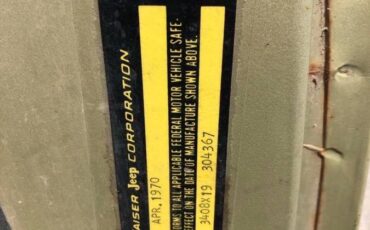 AISER Jeep CORPORATION
APR. 1970
ORMS TO ALL APPLICABLE FEDERAL MOTOR VEHICLE SAFE-
EFFECT ON THE DATE OF MANUFACTURE SHOWN ABOVE.
3408X19 304367